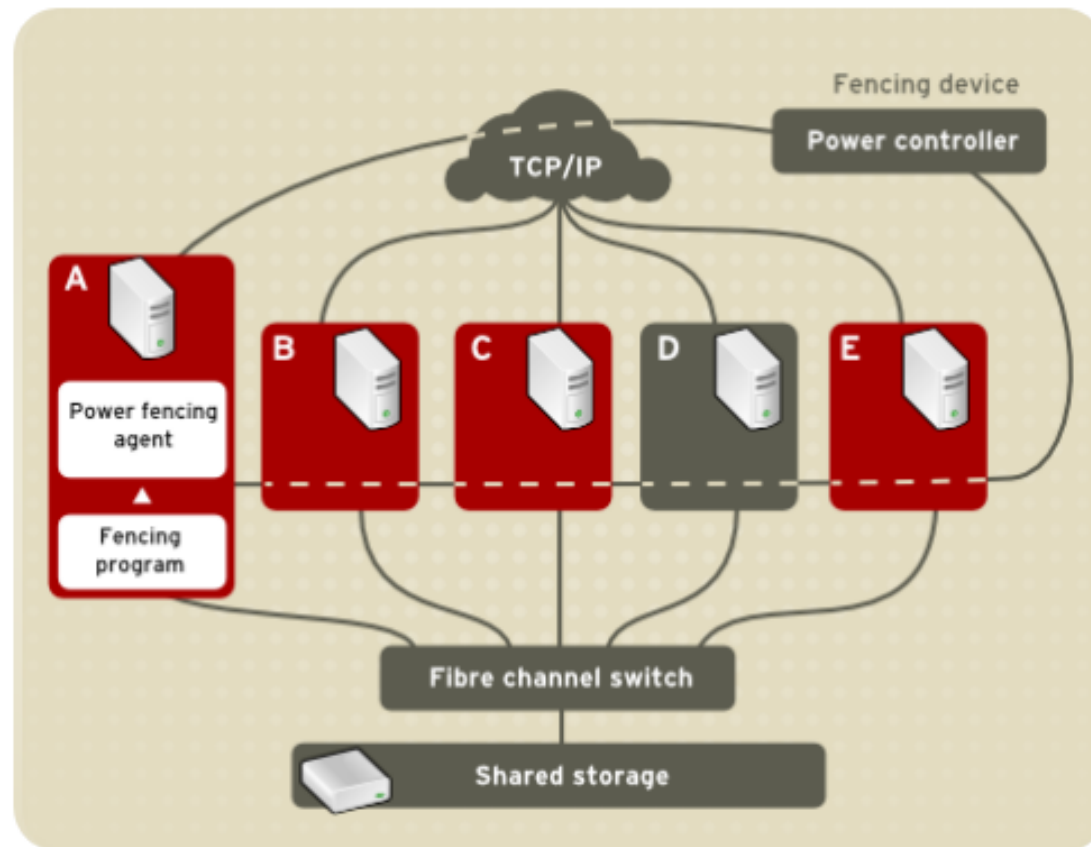 Fencing device
Power controller
TCP/IP
A
B
C
D
E
Power fencing
agent
Fencing
program
Fibre channel switch
Shared storage